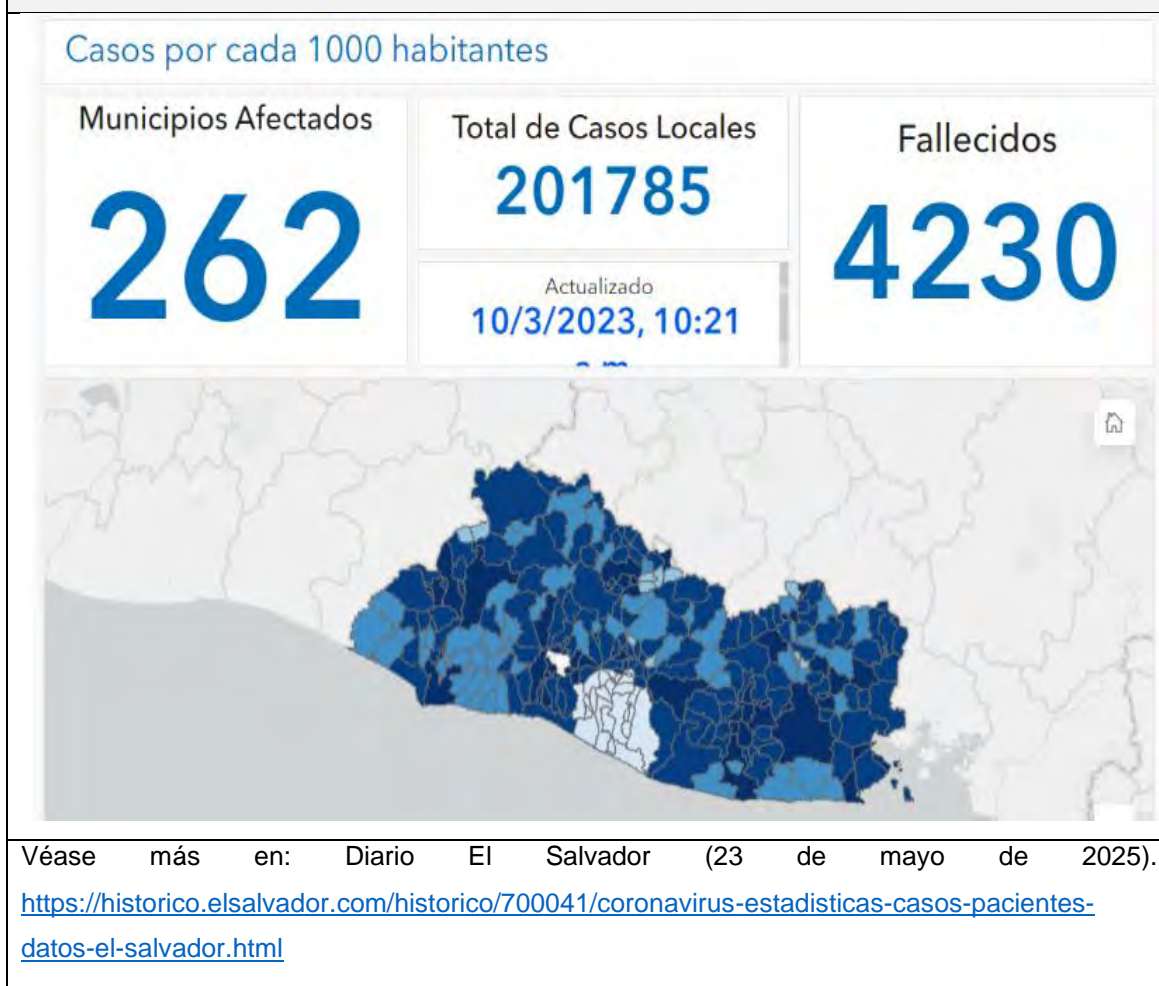 Casos por cada 1000 habitantes
Municipios Afectados
262
Total de Casos Locales
201785
Actualizado
10/3/2023, 10:21
a.m.
Fallecidos
4230
Véase más en: Diario El Salvador (23 de mayo de 2025).
https://historico.elsalvador.com/historico/700041/coronavirus-estadisticas-casos-pacientes-
datos-el-salvador.html